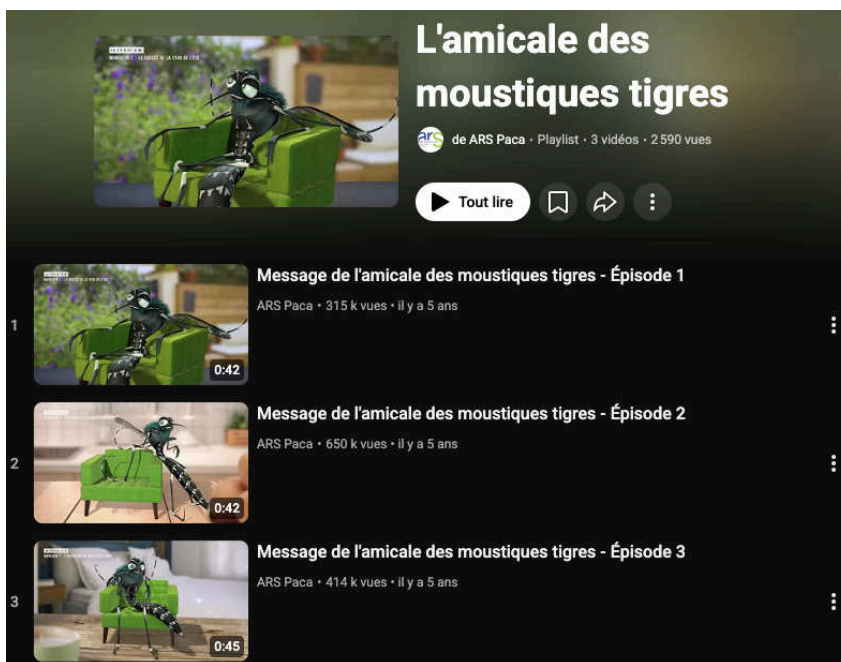 INTERVIEW
L'amicale des
moustiques tigres
ars
de ARS Paca · Playlist · 3 vidéos · 2 590 vues
Tout lire
1
0:42
Message de l'amicale des moustiques tigres - Épisode 1
ARS Paca · 315 k vues · il y a 5 ans
2
0:42
Message de l'amicale des moustiques tigres - Épisode 2
ARS Paca · 650 k vues · il y a 5 ans
3
0:45
Message de l'amicale des moustiques tigres - Épisode 3
ARS Paca · 414 k vues · il y a 5 ans